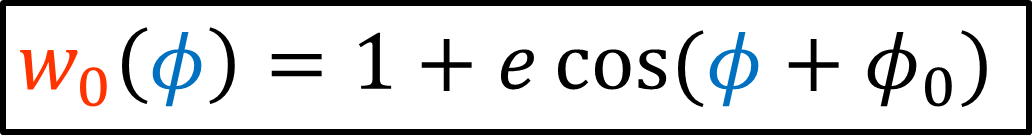 w₀(ϕ) = 1 + e cos(ϕ + ϕ₀)